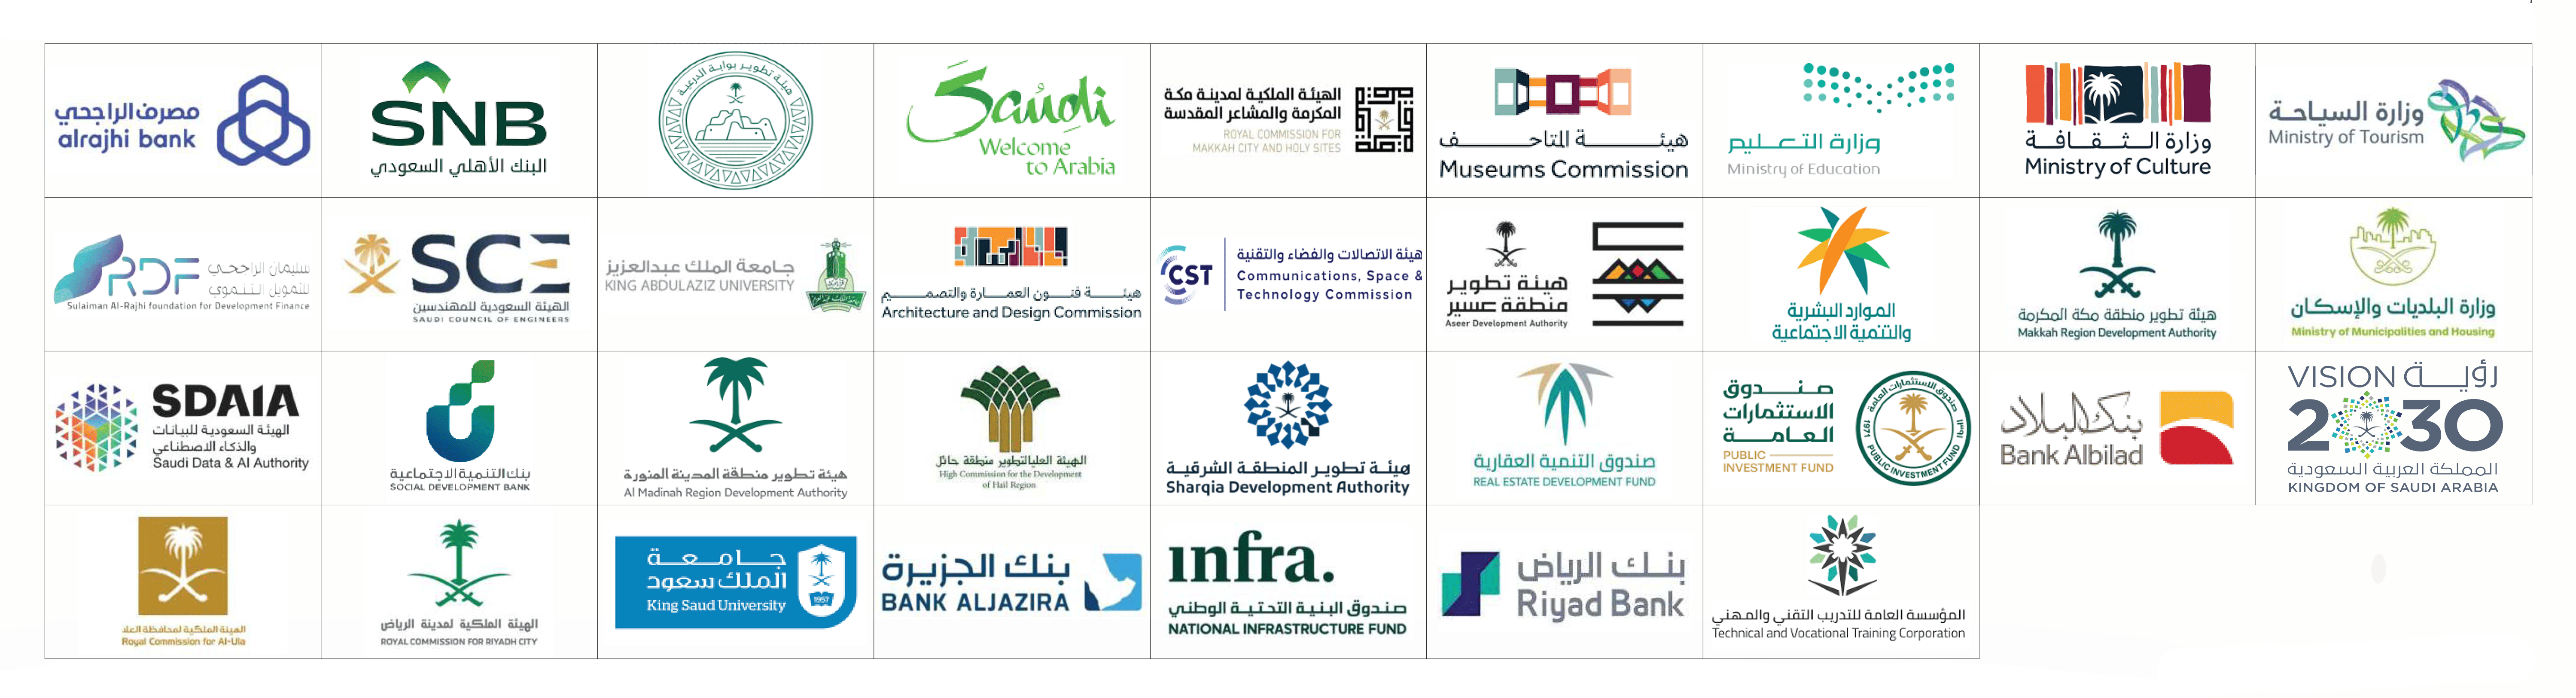 مصرف الراجحي
alrajhi bank
SNB
البنك الأهلي السعودي
هيئة تطوير بوابة الدرعية
Saudi
Welcome
to Arabia
الهيئة الملكية لمدينة مكة
المكرمة والمشاعر المقدسة
ROYAL COMMISSION FOR
MAKKAH CITY AND HOLY SITES
هيئة المتاحف
Museums Commission
وزارة التعليم
Ministry of Education
وزارة الثقافة
Ministry of Culture
وزارة السياحة
Ministry of Tourism
SRDF
سليمان الراجحي
للتمويل التنموي
Sulaiman Al-Rajhi foundation for Development Finance
SCE
الهيئة السعودية للمهندسين
SAUDI COUNCIL OF ENGINEERS
جامعة الملك عبدالعزيز
KING ABDULAZIZ UNIVERSITY
هيئة فنون العمارة والتصميم
Architecture and Design Commission
CST
هيئة الاتصالات والفضاء والتقنية
Communications, Space &
Technology Commission
هيئة تطوير
منطقة عسير
Aseer Development Authority
الموارد البشرية
والتنمية الاجتماعية
هيئة تطوير منطقة مكة المكرمة
Makkah Region Development Authority
وزارة البلديات والإسكان
Ministry of Municipalities and Housing
SDAIA
الهيئة السعودية للبيانات
والذكاء الاصطناعي
Saudi Data & AI Authority
بنك التنمية الاجتماعية
SOCIAL DEVELOPMENT BANK
هيئة تطوير منطقة المدينة المنورة
Al Madinah Region Development Authority
الهيئة العليا لتطوير منطقة حائل
High Commission for the Development
of Hail Region
هيئة تطوير المنطقة الشرقية
Sharqia Development Authority
صندوق التنمية العقارية
REAL ESTATE DEVELOPMENT FUND
صندوق
الاستثمارات
العامة
PUBLIC
INVESTMENT FUND
صندوق الاستثمارات العامة
1971 PUBLIC INVESTMENT FUND
بنك البلاد
Bank Albilad
VISION رؤية
2030
المملكة العربية السعودية
KINGDOM OF SAUDI ARABIA
الهيئة الملكية لمحافظة العلا
Royal Commission for Al-Ula
الهيئة الملكية لمدينة الرياض
ROYAL COMMISSION FOR RIYADH CITY
جامعة
الملك سعود
King Saud University
1957
بنك الجزيرة
BANK ALJAZIRA
infra.
صندوق البنية التحتية الوطني
NATIONAL INFRASTRUCTURE FUND
بنك الرياض
Riyad Bank
المؤسسة العامة للتدريب التقني والمهني
Technical and Vocational Training Corporation